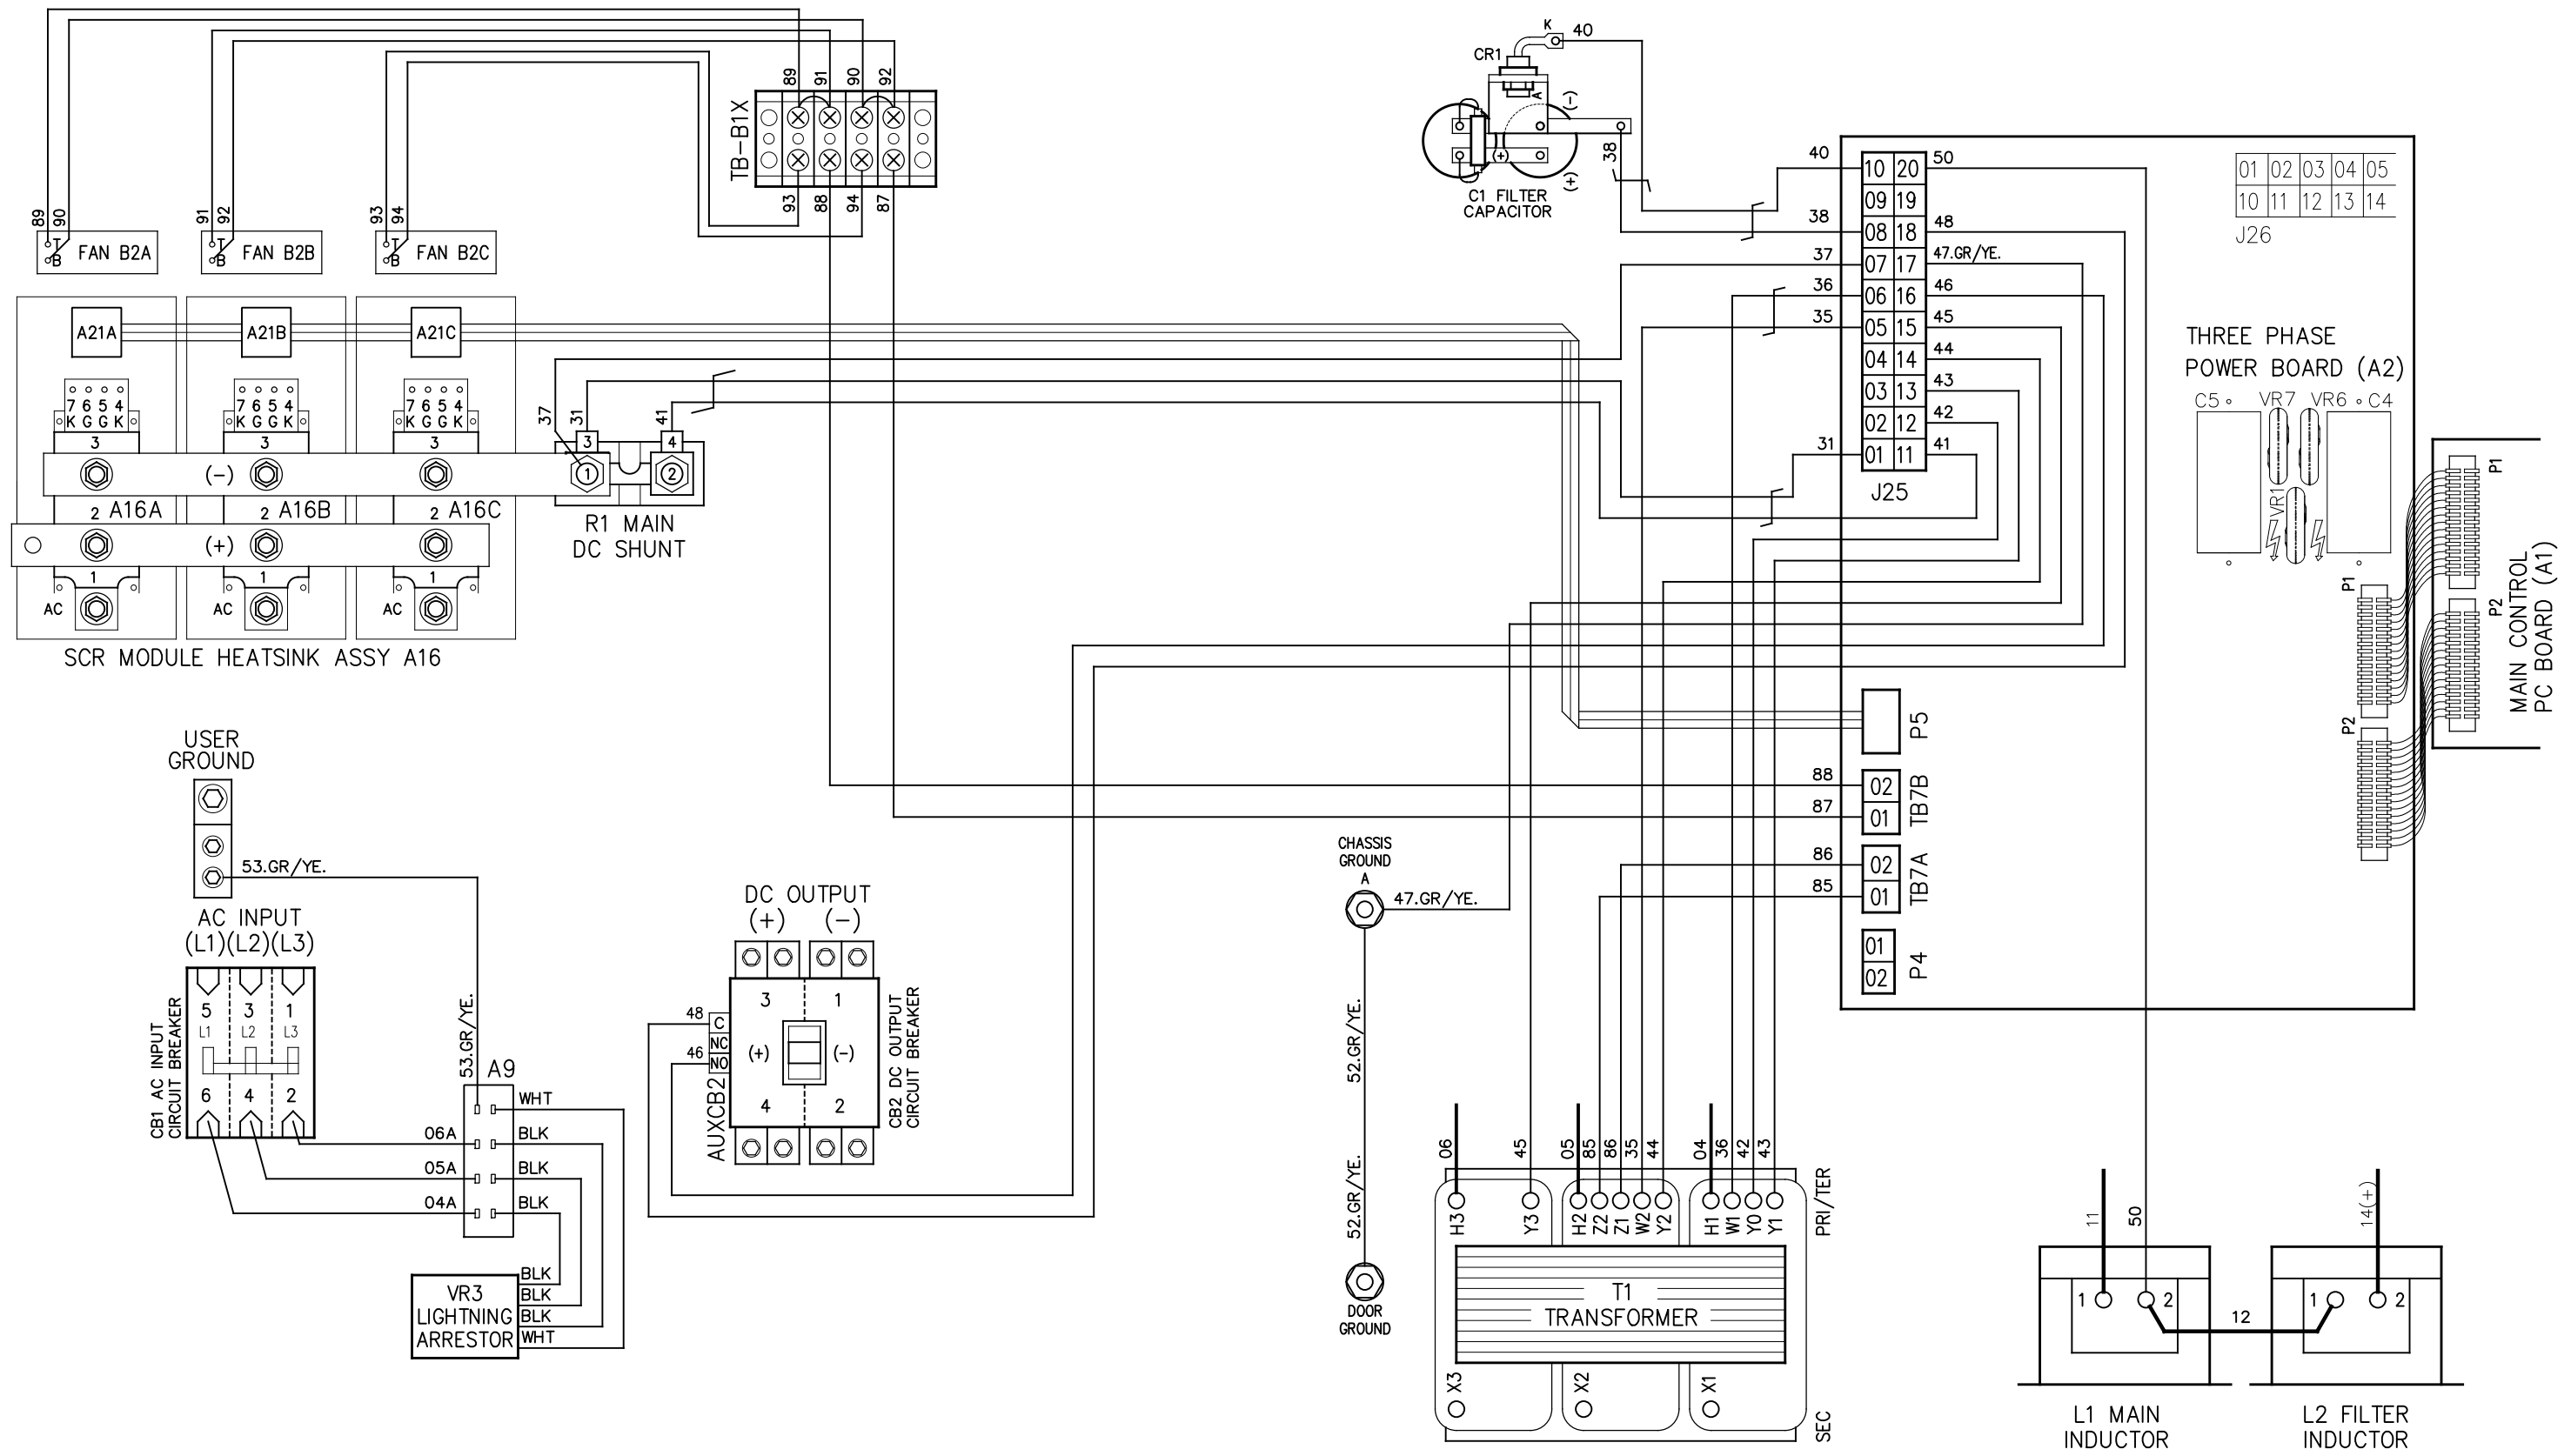 89
90
FAN B2A
T
B
91
92
FAN B2B
T
B
93
94
FAN B2C
T
B
89
91
90
92
TB-B1X
93
88
94
87
A21A
A21B
A21C
7 6 5 4
K G G K
7 6 5 4
K G G K
7 6 5 4
K G G K
3
3
3
(-)
2 A16A
2 A16B
2 A16C
(+)
1
1
1
AC
AC
AC
SCR MODULE HEATSINK ASSY A16
37
31
41
3
4
1
2
R1 MAIN
DC SHUNT
K
40
CR1
A
(-)
(+)
(+)
38
C1 FILTER
CAPACITOR
40
38
37
36
35
31
10 20
09 19
08 18
07 17
06 16
05 15
04 14
03 13
02 12
01 11
J25
50
48
47.GR/YE.
46
45
44
43
42
41
01 02 03 04 05
10 11 12 13 14
J26
THREE PHASE
POWER BOARD (A2)
C5
VR7
VR6
C4
VR1
P1
P2
P1
P2
MAIN CONTROL
PC BOARD (A1)
P5
88
87
02
01
TB7B
86
85
02
01
TB7A
01
02
P4
USER
GROUND
53.GR/YE.
53.GR/YE.
AC INPUT
(L1)(L2)(L3)
5
3
1
L1
L2
L3
6
4
2
CB1 AC INPUT
CIRCUIT BREAKER
A9
06A
05A
04A
WHT
BLK
BLK
BLK
VR3
LIGHTNING
ARRESTOR
BLK
BLK
BLK
WHT
DC OUTPUT
(+)
(-)
3
1
48
C
NC
46
NO
(+)
(-)
4
2
AUXCB2
CB2 DC OUTPUT
CIRCUIT BREAKER
CHASSIS
GROUND
A
47.GR/YE.
52.GR/YE.
52.GR/YE.
DOOR
GROUND
06
45
05
85
86
35
44
04
36
42
43
H3
Y3
H2
Z2
Z1
W2
Y2
H1
W1
Y0
Y1
PRI/TER
T1
TRANSFORMER
X3
X2
X1
SEC
11
50
14(+)
1
2
12
1
2
L1 MAIN
INDUCTOR
L2 FILTER
INDUCTOR